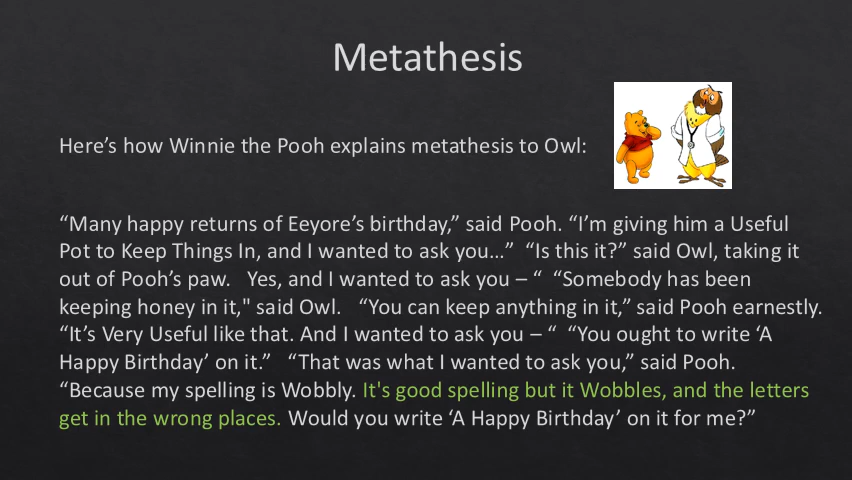 Metathesis
Here’s how Winnie the Pooh explains metathesis to Owl:
“Many happy returns of Eeyore’s birthday,” said Pooh. “I’m giving him a Useful
Pot to Keep Things In, and I wanted to ask you…”  “Is this it?” said Owl, taking it
out of Pooh’s paw.   Yes, and I wanted to ask you – “  “Somebody has been
keeping honey in it," said Owl.   “You can keep anything in it,” said Pooh earnestly.
“It’s Very Useful like that. And I wanted to ask you – “  “You ought to write ‘A
Happy Birthday’ on it.”   “That was what I wanted to ask you,” said Pooh.
“Because my spelling is Wobbly. It's good spelling but it Wobbles, and the letters
get in the wrong places. Would you write ‘A Happy Birthday’ on it for me?”